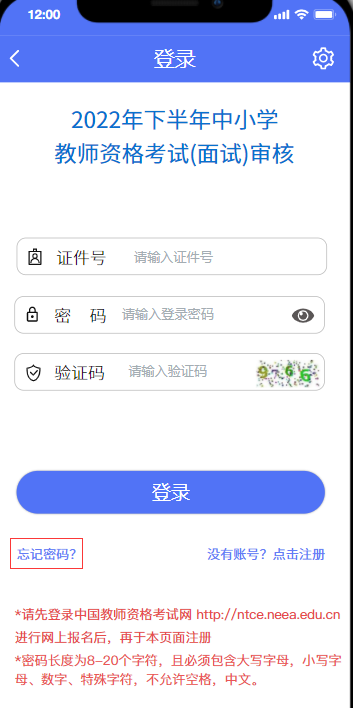 12:00
登录
2022年下半年中小学
教师资格考试(面试)审核
证件号 请输入证件号
密 码 请输入登录密码
验证码 请输入验证码
登录
忘记密码? 没有账号？点击注册
*请先登录中国教师资格考试网 http://ntce.neea.edu.cn
进行网上报名后，再于本页面注册
*密码长度为8-20个字符，且必须包含大写字母，小写字
母、数字、特殊字符，不允许空格，中文。